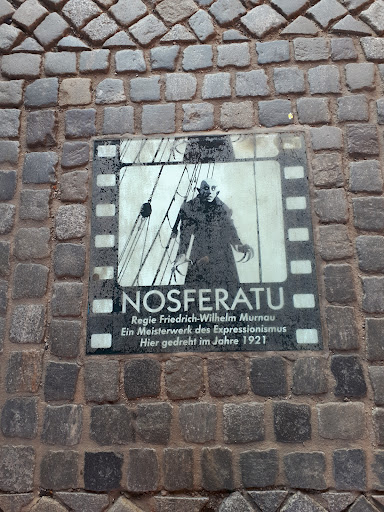 NOSFERATU
Regie Friedrich-Wilhelm Murnau
Ein Meisterwerk des Expressionismus
Hier gedreht im Jahre 1921